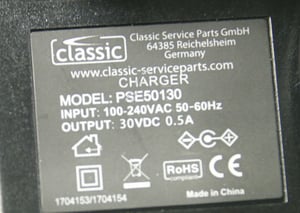 classic
Classic Service Parts GmbH
64385 Reichelsheim
Germany
www.classic-serviceparts.com
CHARGER
MODEL: PSE50130
INPUT: 100-240VAC 50-60Hz
OUTPUT: 30VDC 0.5A
RoHS
compliant
1704153/1704154
Made in China